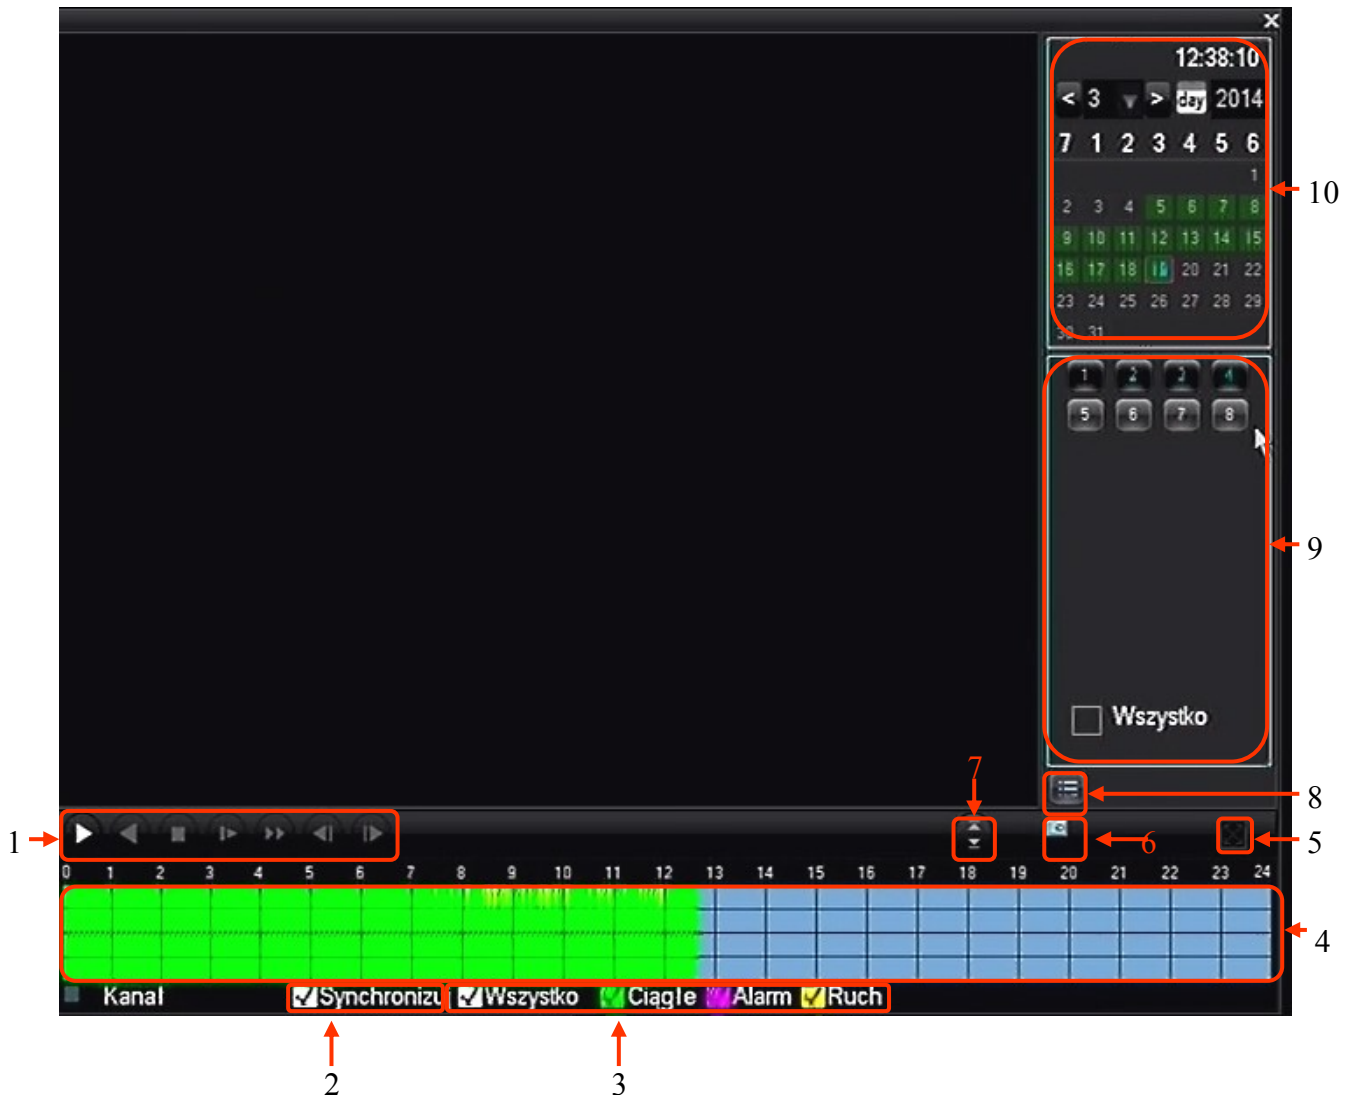 12:38:10
< 3 > day 2014
7 1 2 3 4 5 6
1
10
2 3 4 5 6 7 8
9 10 11 12 13 14 15
16 17 18 19 20 21 22
23 24 25 26 27 28 29
30 31
1 2 3 4
5 6 7 8
9
Wszystko
7
8
1
6
5
0 1 2 3 4 5 6 7 8 9 10 11 12 13 14 15 16 17 18 19 20 21 22 23 24
4
Kanał Synchronizu Wszystko Ciągłe Alarm Ruch
2 3